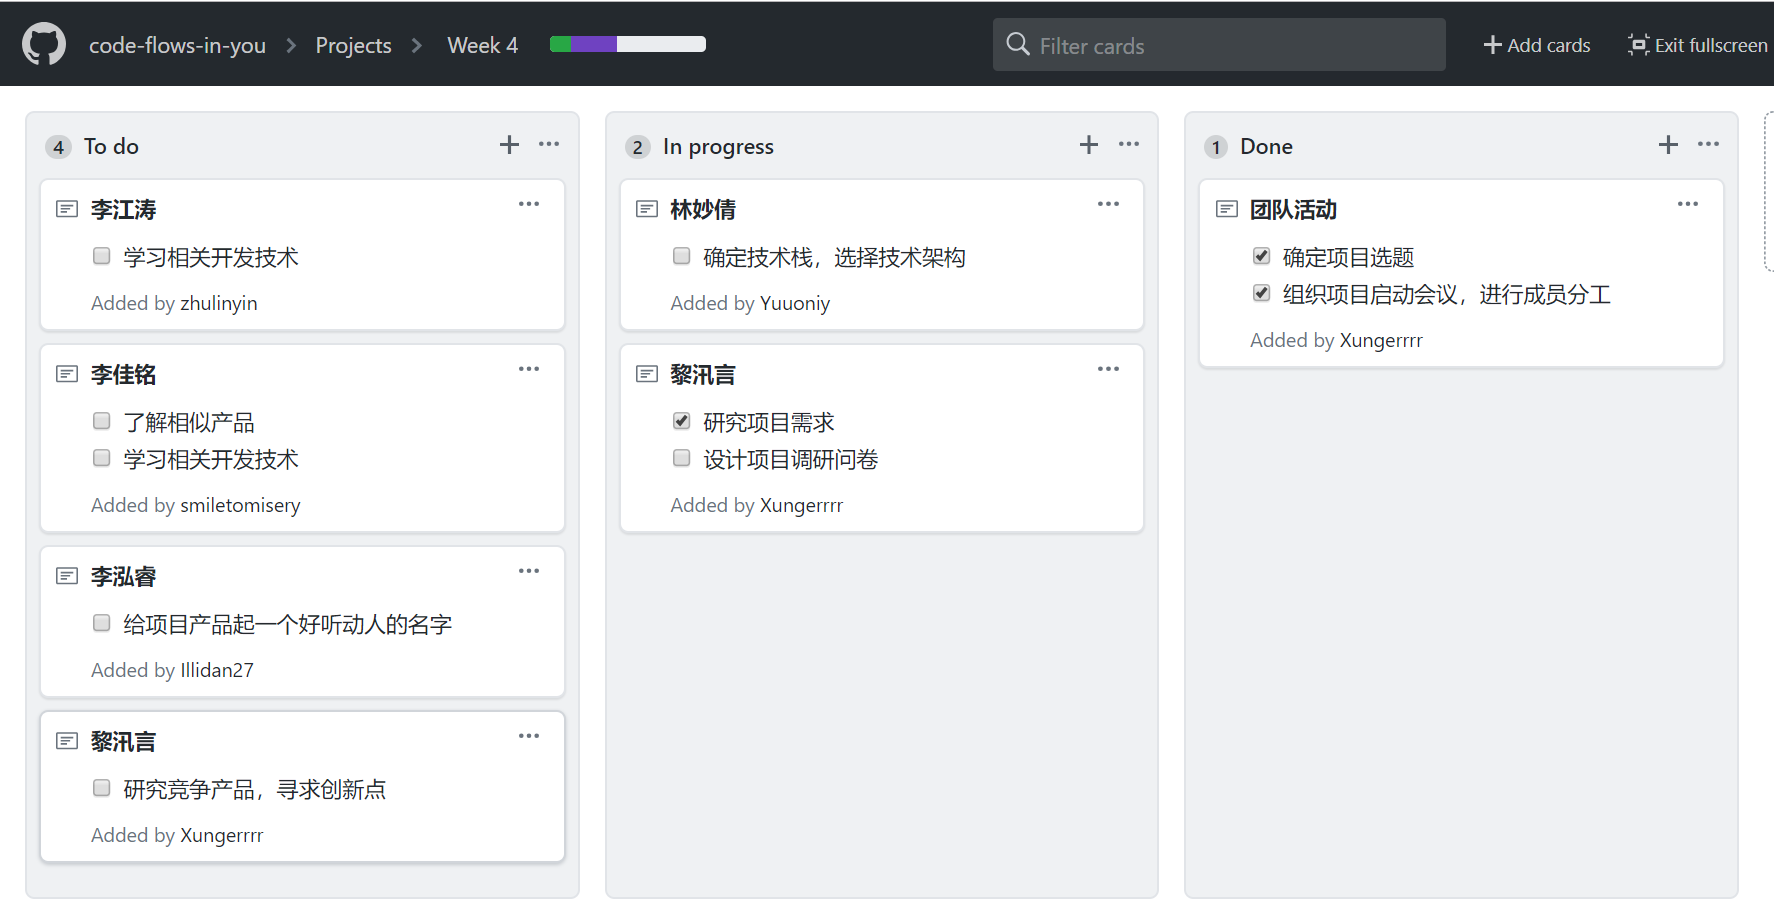 code-flows-in-you > Projects > Week 4
Filter cards
Add cards
Exit fullscreen
4 To do
李江涛
学习相关开发技术
Added by zhulinyin
李佳铭
了解相似产品
学习相关开发技术
Added by smiletomisery
李泓睿
给项目产品起一个好听动人的名字
Added by Illidan27
黎汛言
研究竞争产品，寻求创新点
Added by Xungerrrr
2 In progress
林妙倩
确定技术栈，选择技术架构
Added by Yuuoniy
黎汛言
研究项目需求
设计项目调研问卷
Added by Xungerrrr
1 Done
团队活动
确定项目选题
组织项目启动会议，进行成员分工
Added by Xungerrrr